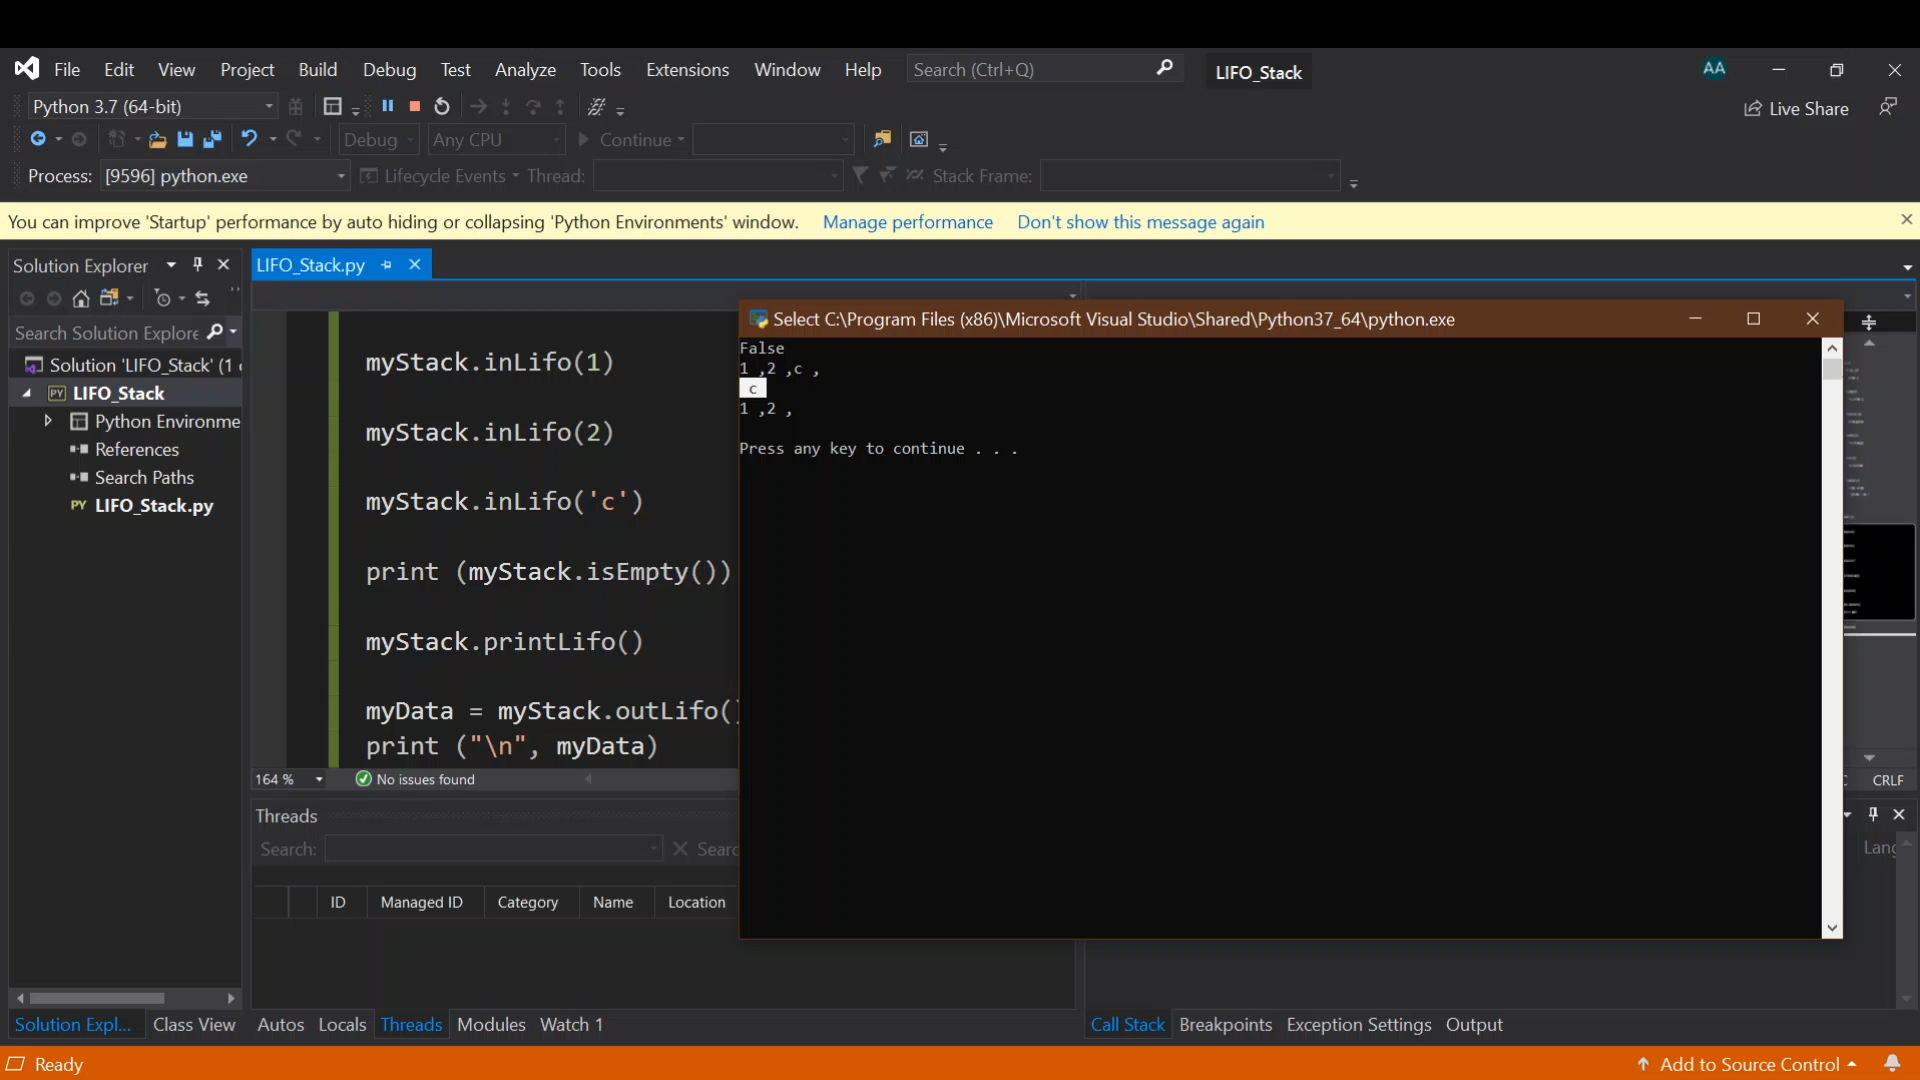 File Edit View Project Build Debug Test Analyze Tools Extensions Window Help Search (Ctrl+Q) LIFO_Stack AA
Python 3.7 (64-bit) Live Share
Debug Any CPU Continue
Process: [9596] python.exe Lifecycle Events Thread: Stack Frame:
You can improve 'Startup' performance by auto hiding or collapsing 'Python Environments' window. Manage performance Don't show this message again
Solution Explorer
Search Solution Explore
Solution 'LIFO_Stack' (1
PY LIFO_Stack
Python Environme
References
Search Paths
PY LIFO_Stack.py
LIFO_Stack.py
myStack.inLifo(1)
myStack.inLifo(2)
myStack.inLifo('c')
print (myStack.isEmpty())
myStack.printLifo()
myData = myStack.outLifo()
print ("\n", myData)
164 % No issues found
Select C:\Program Files (x86)\Microsoft Visual Studio\Shared\Python37_64\python.exe
False
1 ,2 ,c ,
c
1 ,2 ,
Press any key to continue . . .
CRLF
Threads
Search: Searc
ID Managed ID Category Name Location
Lang
Solution Expl... Class View Autos Locals Threads Modules Watch 1
Call Stack Breakpoints Exception Settings Output
Ready Add to Source Control